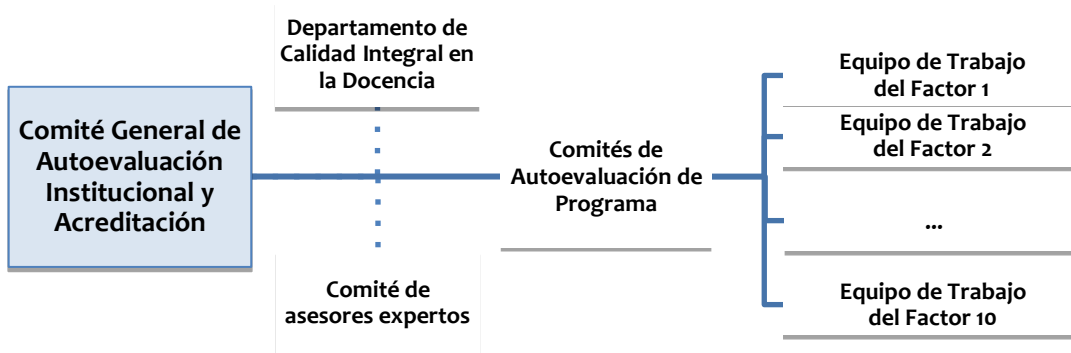 Comité General de
Autoevaluación
Institucional y
Acreditación
Departamento de
Calidad Integral en
la Docencia
Comité de
asesores expertos
Comités de
Autoevaluación de
Programa
Equipo de Trabajo
del Factor 1
Equipo de Trabajo
del Factor 2
...
Equipo de Trabajo
del Factor 10